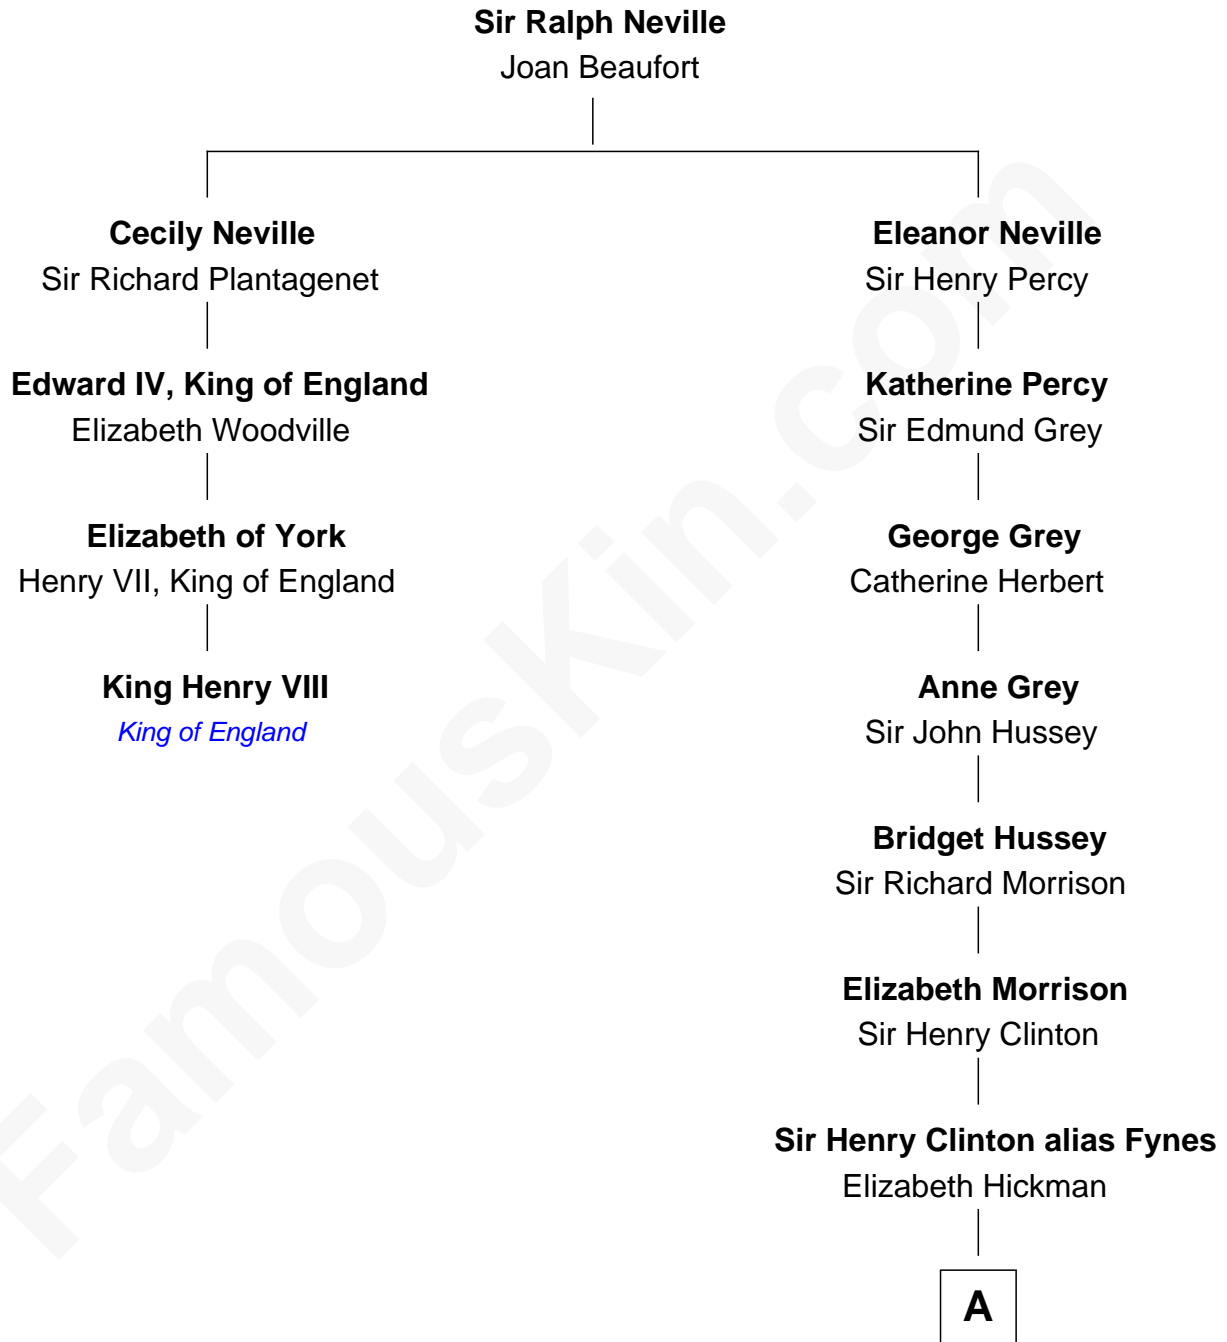 Sir Ralph Neville
Joan Beaufort
Cecily Neville
Sir Richard Plantagenet
Edward IV, King of England
Elizabeth Woodville
Elizabeth of York
Henry VII, King of England
King Henry VIII
King of England
Eleanor Neville
Sir Henry Percy
Katherine Percy
Sir Edmund Grey
George Grey
Catherine Herbert
Anne Grey
Sir John Hussey
Bridget Hussey
Sir Richard Morrison
Elizabeth Morrison
Sir Henry Clinton
Sir Henry Clinton alias Fynes
Elizabeth Hickman
A
FamousKin.com